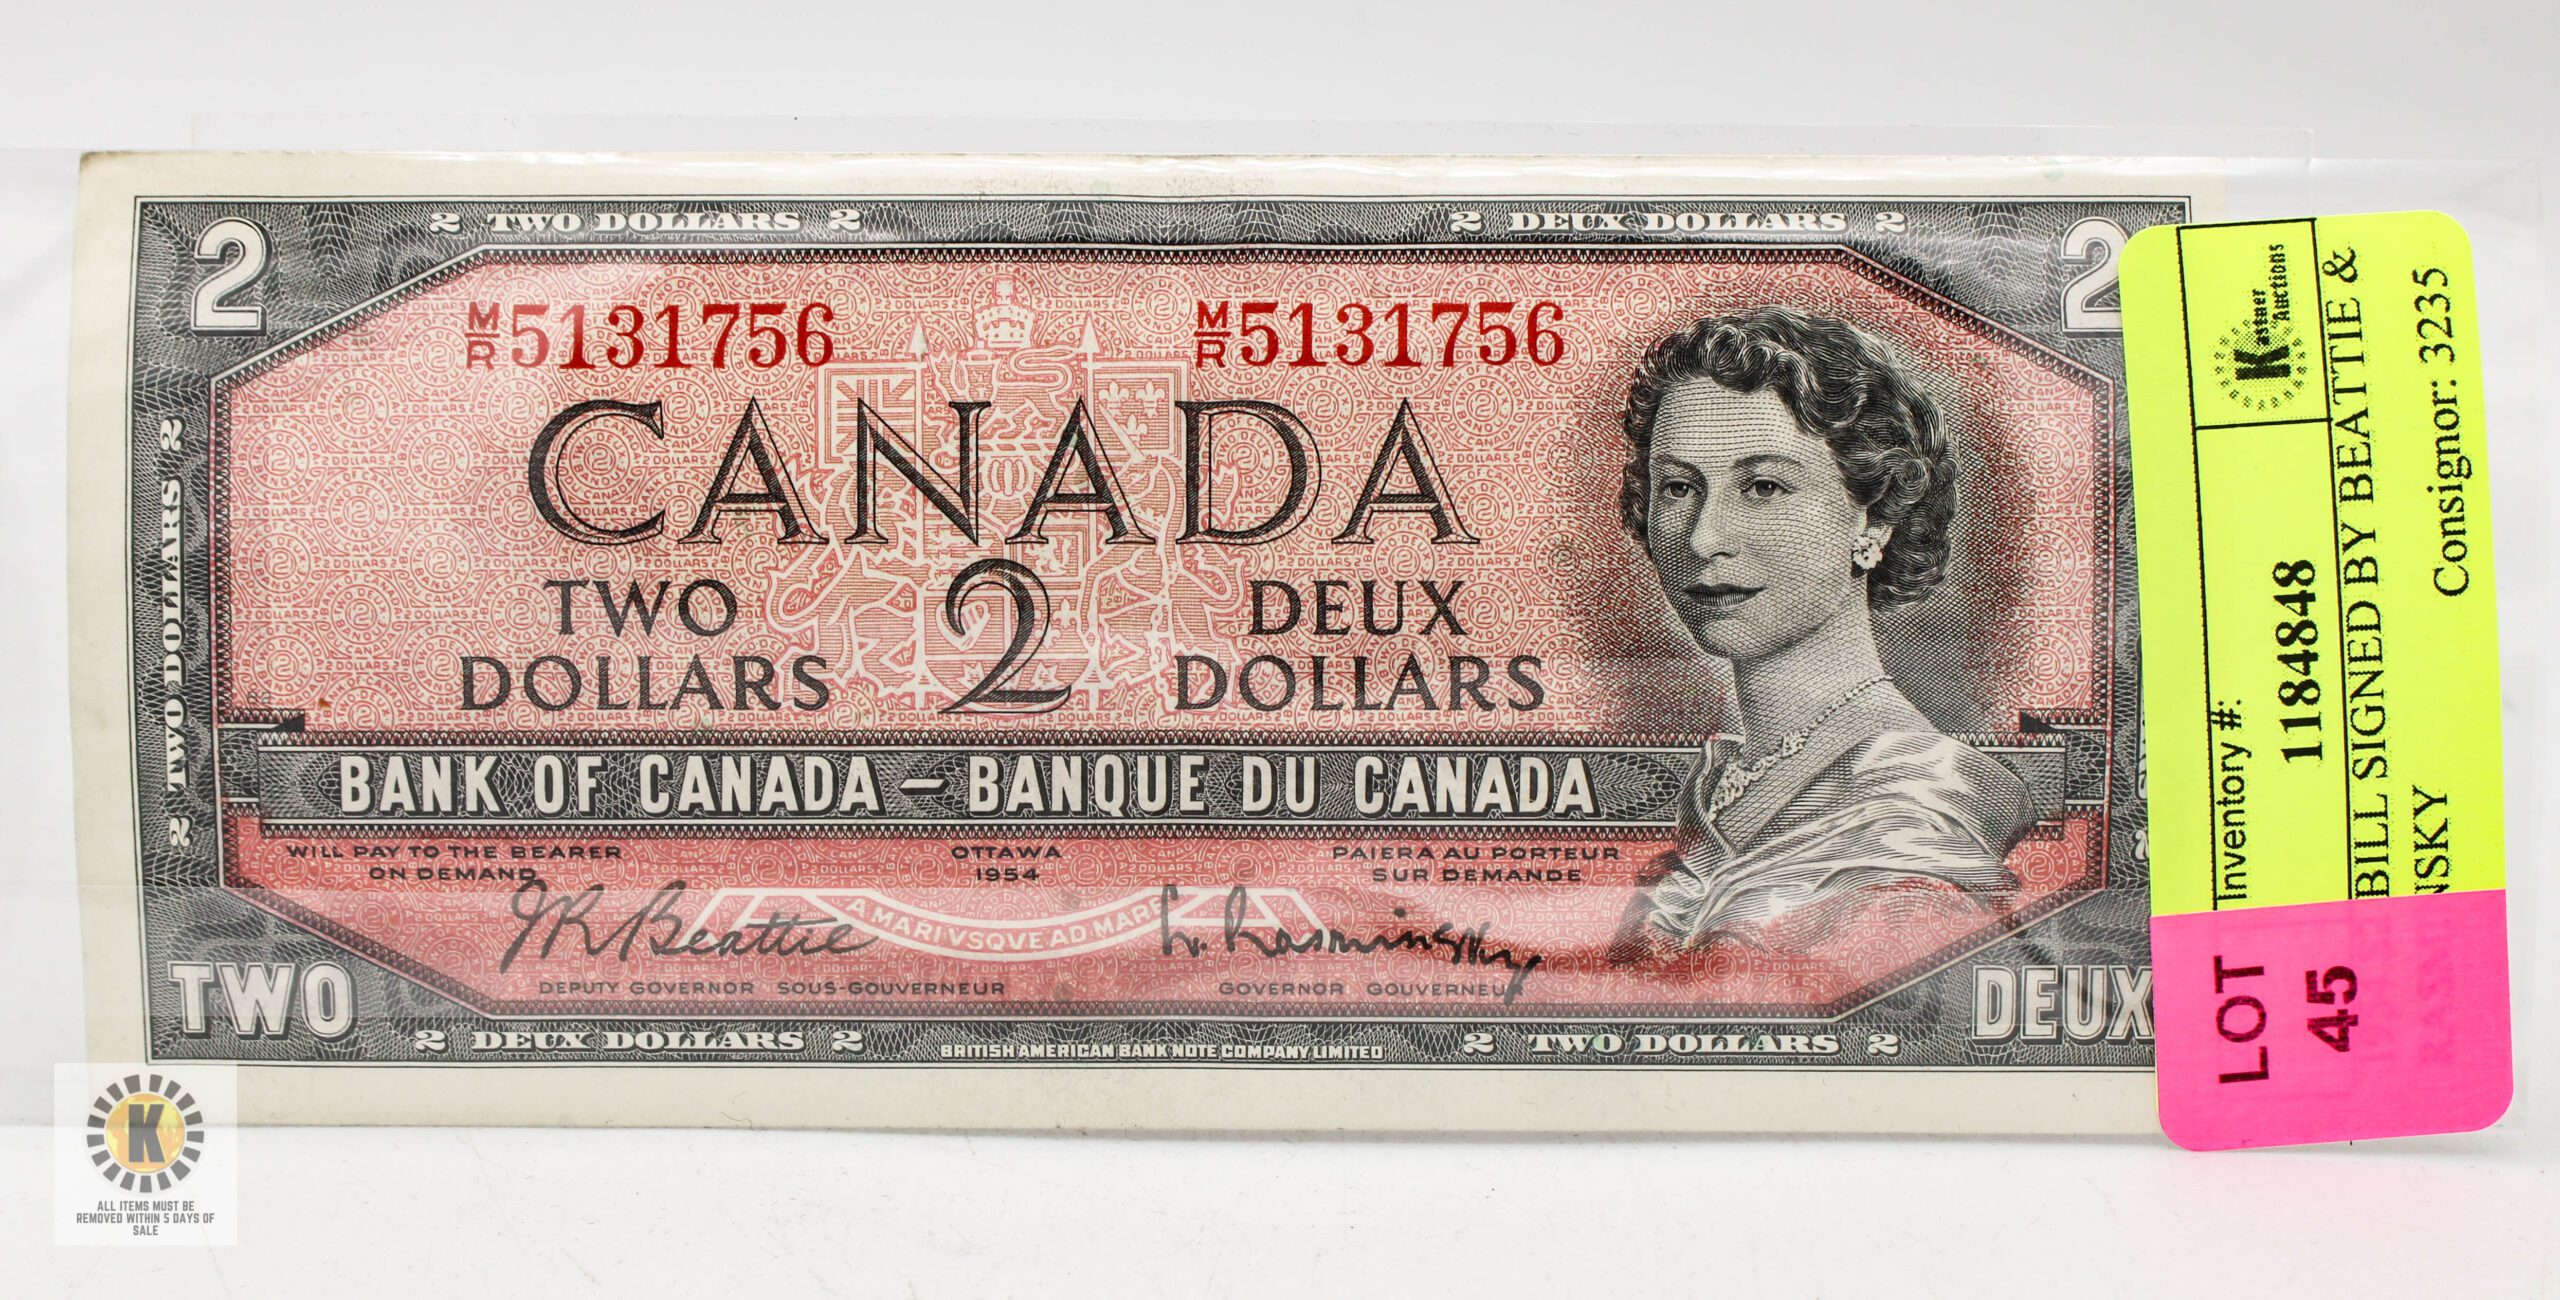 2 TWO DOLLARS 2
2 DEUX DOLLARS 2
2
2
2 TWO DOLLARS 2
M/R 5131756
M/R 5131756
CANADA
TWO DOLLARS
2
DEUX DOLLARS
BANK OF CANADA – BANQUE DU CANADA
WILL PAY TO THE BEARER
ON DEMAND
OTTAWA
1954
PAIERA AU PORTEUR
SUR DEMANDE
A MARI VSQVE AD MARE
J R Beattie
L. Rasminsky
DEPUTY GOVERNOR SOUS-GOUVERNEUR
GOVERNOR GOUVERNEUR
TWO
DEUX
2 DEUX DOLLARS 2
BRITISH AMERICAN BANK NOTE COMPANY LIMITED
2 TWO DOLLARS 2
Kastner
Auctions
Inventory #:
1184848
BILL SIGNED BY BEATTIE &
NSKY
Consignor: 3235
LOT
45
K
ALL ITEMS MUST BE
REMOVED WITHIN 5 DAYS OF
SALE